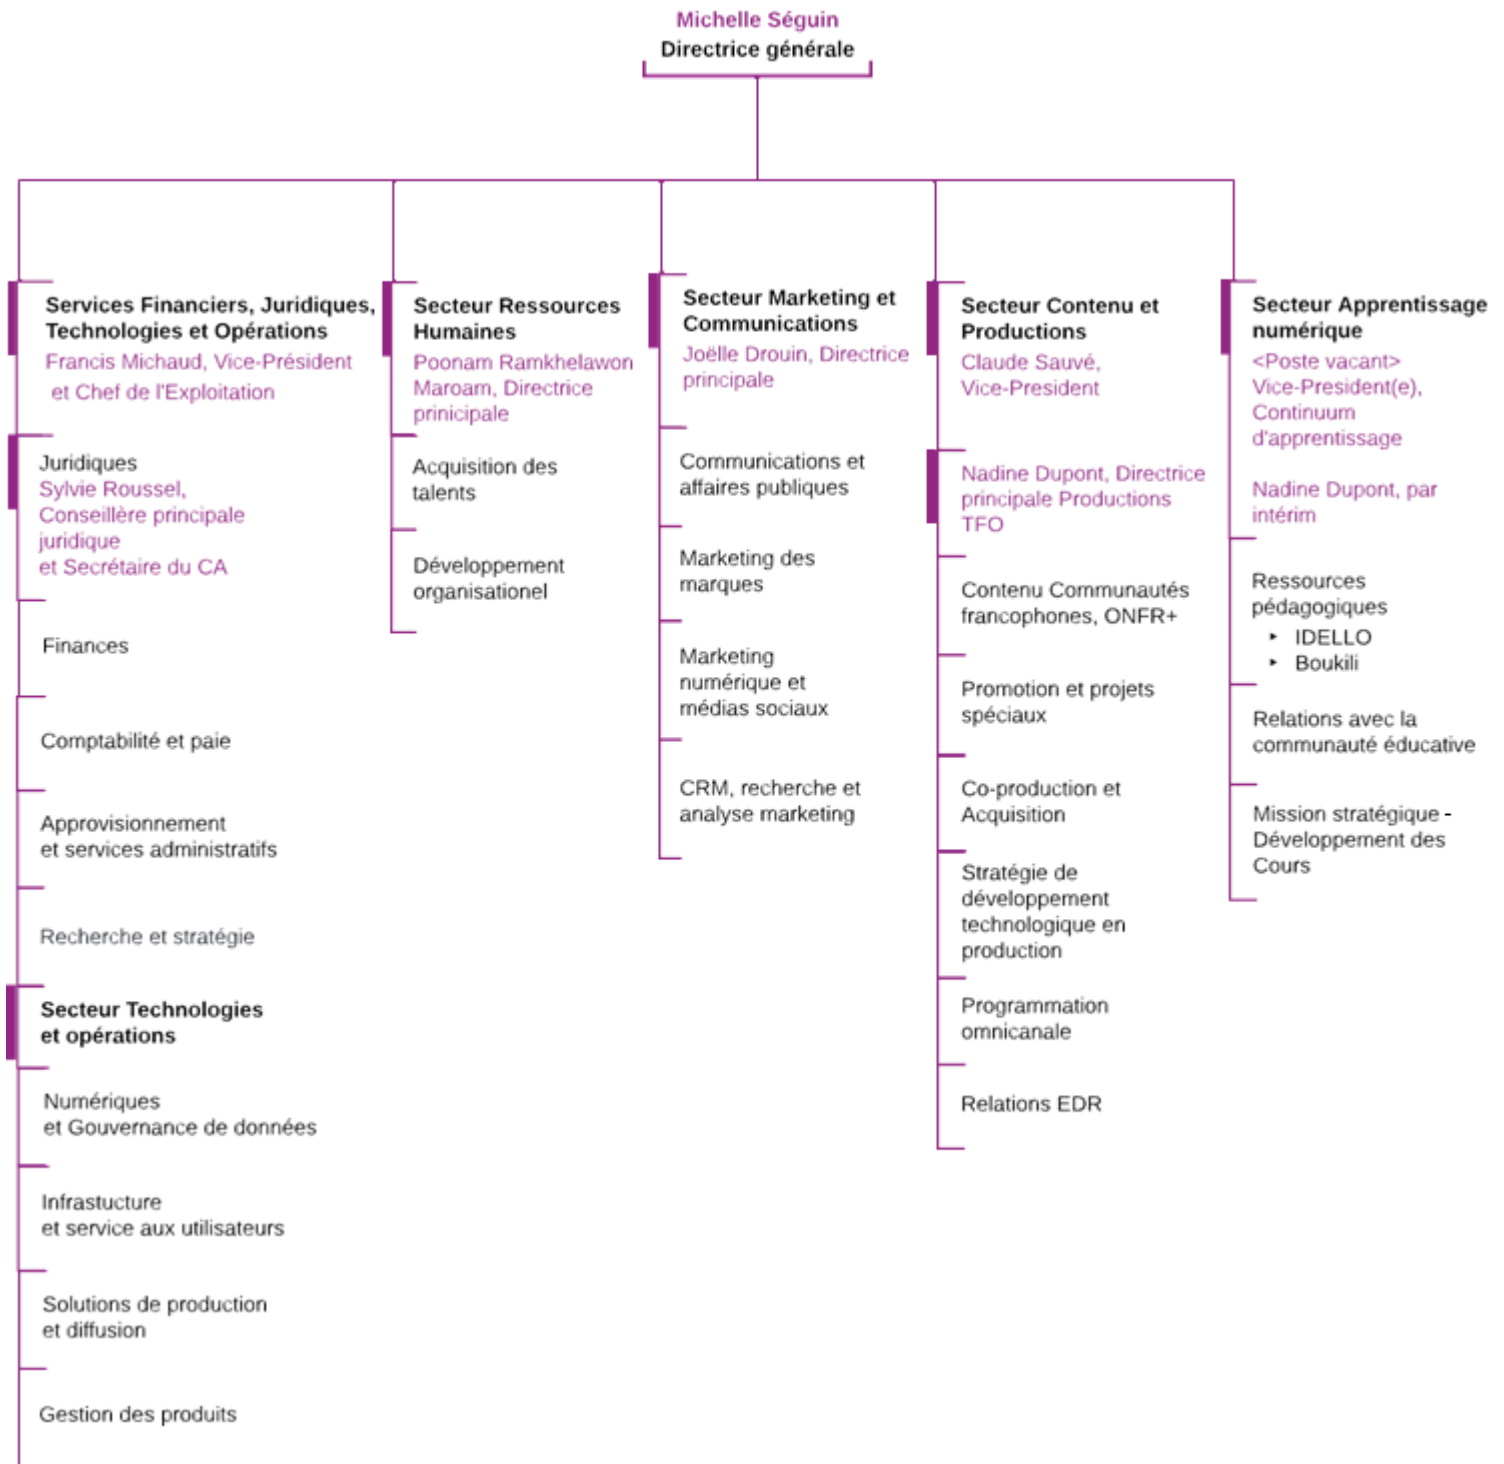 Michelle Séguin
Directrice générale
Services Financiers, Juridiques,
Technologies et Opérations
Francis Michaud, Vice-Président
et Chef de l'Exploitation
Juridiques
Sylvie Roussel,
Conseillère principale
juridique
et Secrétaire du CA
Finances
Comptabilité et paie
Approvisionnement
et services administratifs
Recherche et stratégie
Secteur Technologies
et opérations
Numériques
et Gouvernance de données
Infrastucture
et service aux utilisateurs
Solutions de production
et diffusion
Gestion des produits
Secteur Ressources
Humaines
Poonam Ramkhelawon
Maroam, Directrice
prinicipale
Acquisition des
talents
Développement
organisationel
Secteur Marketing et
Communications
Joëlle Drouin, Directrice
principale
Communications et
affaires publiques
Marketing des
marques
Marketing
numérique et
médias sociaux
CRM, recherche et
analyse marketing
Secteur Contenu et
Productions
Claude Sauvé,
Vice-President
Nadine Dupont, Directrice
principale Productions
TFO
Contenu Communautés
francophones, ONFR+
Promotion et projets
spéciaux
Co-production et
Acquisition
Stratégie de
développement
technologique en
production
Programmation
omnicanale
Relations EDR
Secteur Apprentissage
numérique
<Poste vacant>
Vice-President(e),
Continuum
d'apprentissage
Nadine Dupont, par
intérim
Ressources
pédagogiques
‣ IDELLO
‣ Boukili
Relations avec la
communauté éducative
Mission stratégique -
Développement des
Cours